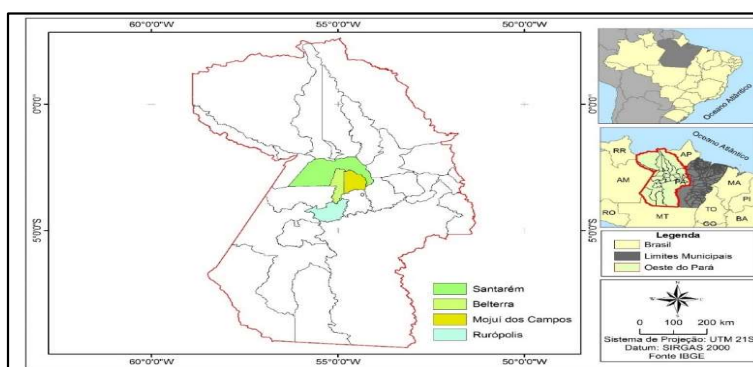 60°0'0"W
55°0'0"W
50°0'0"W
0°0'0"
0°0'0"
5°0'0"S
5°0'0"S
60°0'0"W
55°0'0"W
50°0'0"W
Santarém
Belterra
Mojuí dos Campos
Rurópolis
Oceano Atlântico
Oceano Atlântico
RR
AP
AM
PA
MA
PI
RO
MT
TO
GO
BA
Legenda
Brasil
Limites Municipais
Oeste do Pará
N
0 100 200 km
Sistema de Projeção: UTM 21S
Datum: SIRGAS 2000
Fonte IBGE